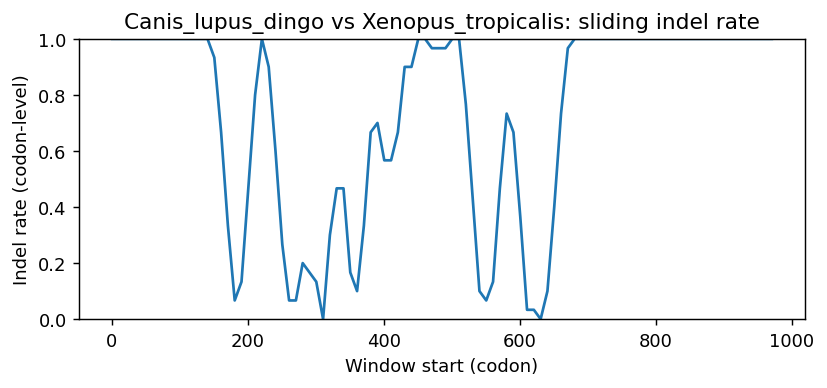 Canis_lupus_dingo vs Xenopus_tropicalis: sliding indel rate
Indel rate (codon-level)
1.0
0.8
0.6
0.4
0.2
0.0
0 200 400 600 800 1000
Window start (codon)